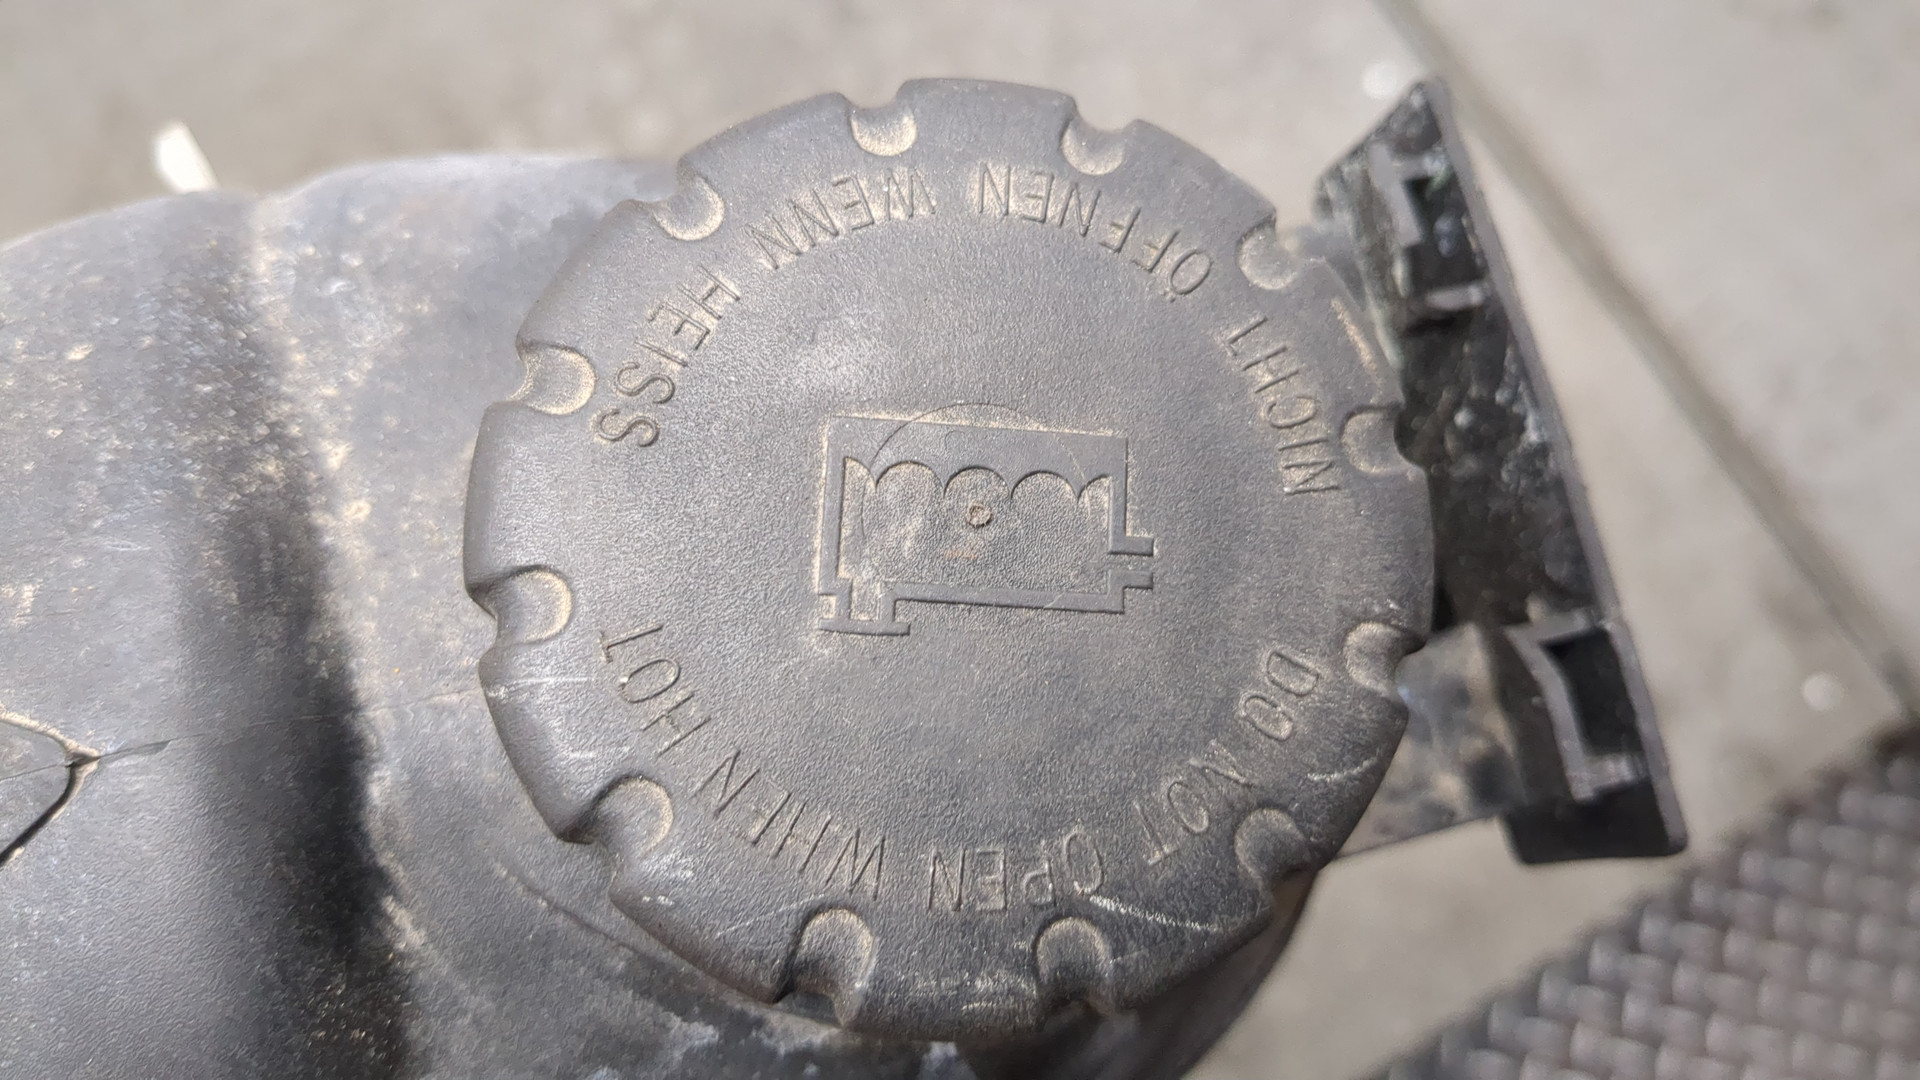 NICHT ÖFFNEN WENN HEISS
DO NOT OPEN WHEN HOT